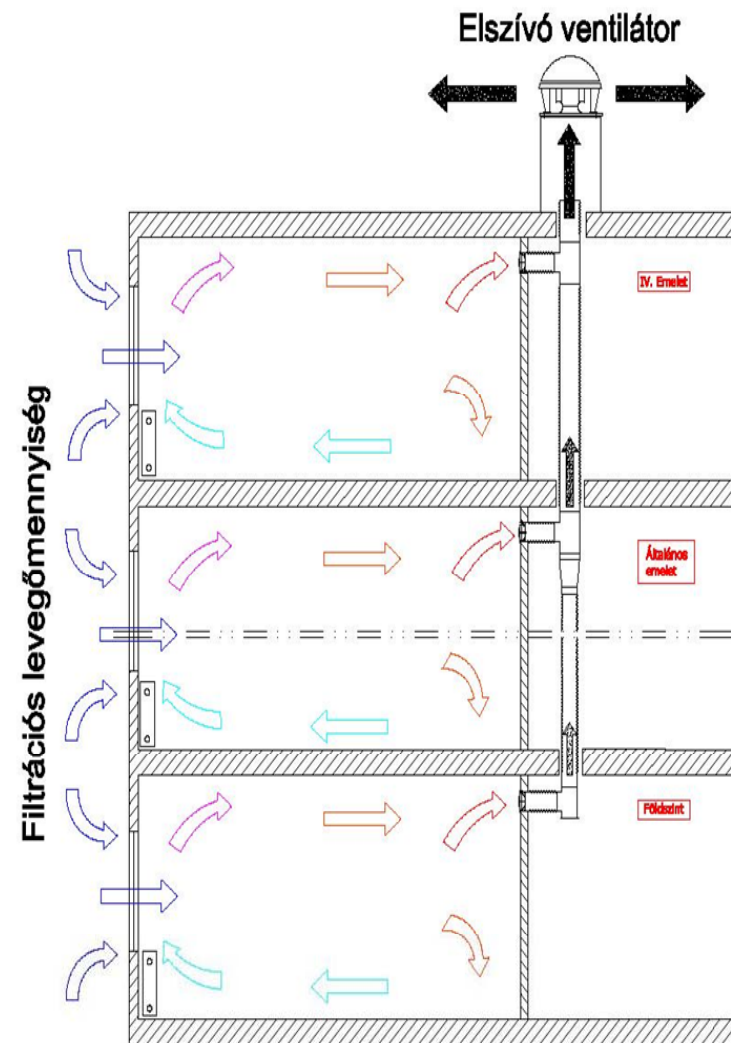 Elszívó ventilátor
Filtrációs levegőmennyiség
IV. Emelet
Általános
emelet
Földszint